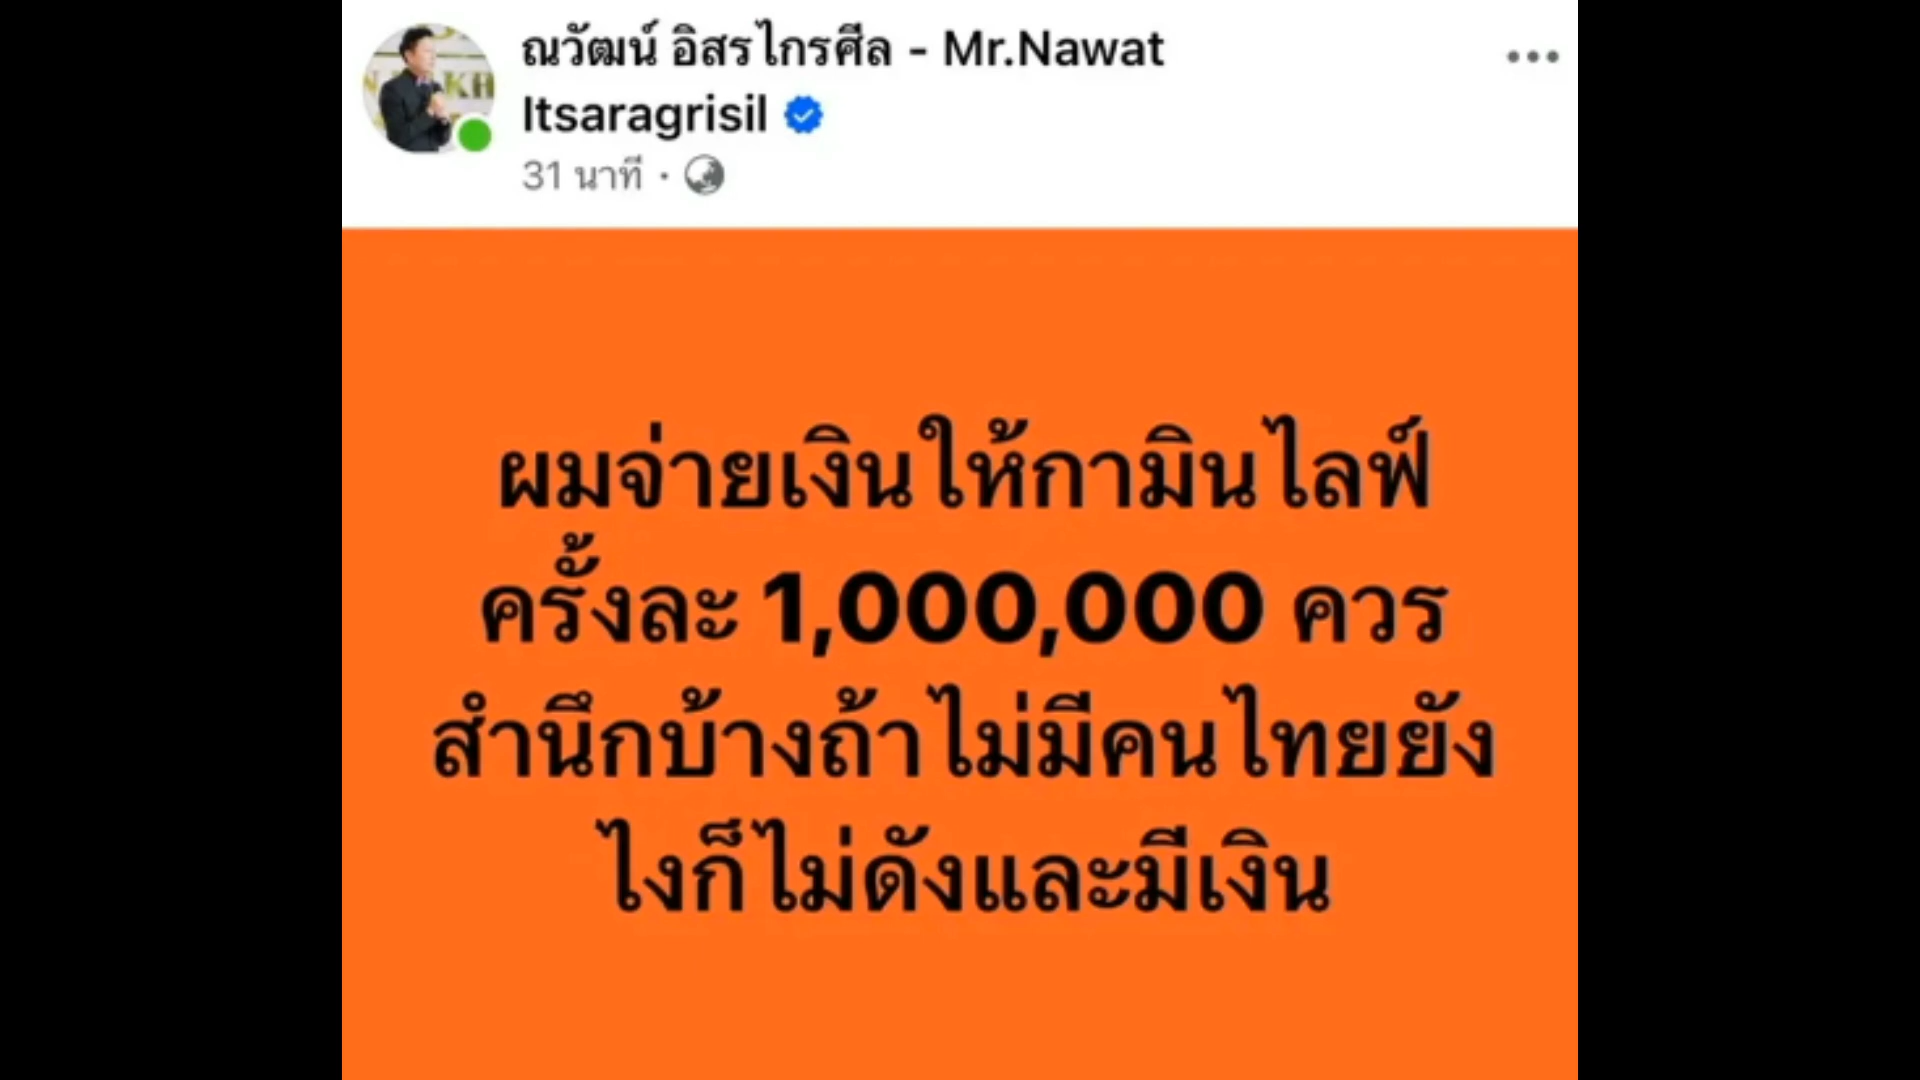 ณวัฒน์ อิสรไกรศีล - Mr.Nawat
Itsaragrisil
31 นาที ·
ผมจ่ายเงินให้กามินไลฟ์
ครั้งละ 1,000,000 ควร
สำนึกบ้างถ้าไม่มีคนไทยยัง
ไงก็ไม่ดังและมีเงิน